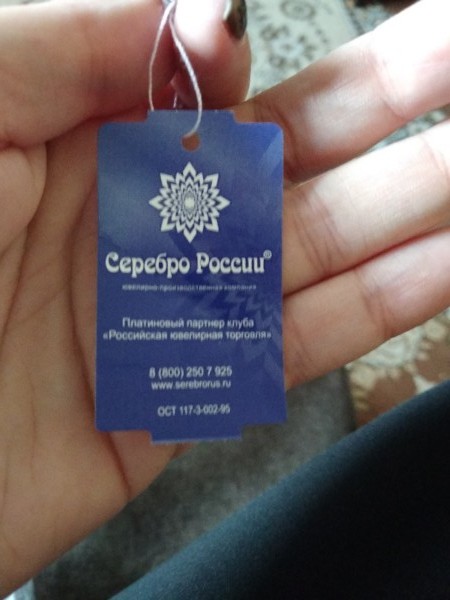 Серебро России®
ювелирно-производственная компания
Платиновый партнер клуба
«Российская ювелирная торговля»
8 (800) 250 7 925
www.serebrorus.ru
ОСТ 117-3-002-95